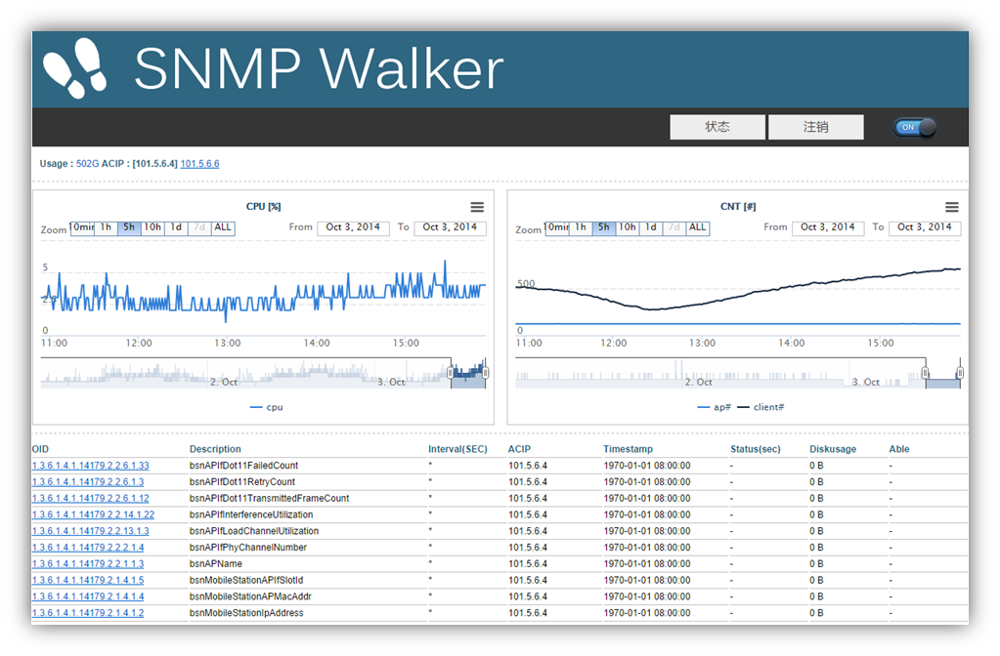 SNMP Walker
状态 注销 ON
Usage : 502G ACIP : [101.5.6.4] 101.5.6.6
CPU [%]
Zoom 10min 1h 5h 10h 1d 7d ALL From Oct 3, 2014 To Oct 3, 2014
5
2
0
11:00 12:00 13:00 14:00 15:00
2. Oct 3. Oct
cpu
CNT [#]
Zoom 10min 1h 5h 10h 1d 7d ALL From Oct 3, 2014 To Oct 3, 2014
500
0
11:00 12:00 13:00 14:00 15:00
2. Oct 3. Oct
ap# client#
OID Description Interval(SEC) ACIP Timestamp Status(sec) Diskusage Able
1.3.6.1.4.1.14179.2.2.6.1.33 bsnAPIfDot11FailedCount * 101.5.6.4 1970-01-01 08:00:00 - 0 B -
1.3.6.1.4.1.14179.2.2.6.1.3 bsnAPIfDot11RetryCount * 101.5.6.4 1970-01-01 08:00:00 - 0 B -
1.3.6.1.4.1.14179.2.2.6.1.12 bsnAPIfDot11TransmittedFrameCount * 101.5.6.4 1970-01-01 08:00:00 - 0 B -
1.3.6.1.4.1.14179.2.2.14.1.22 bsnAPIfInterferenceUtilization * 101.5.6.4 1970-01-01 08:00:00 - 0 B -
1.3.6.1.4.1.14179.2.2.13.1.3 bsnAPIfLoadChannelUtilization * 101.5.6.4 1970-01-01 08:00:00 - 0 B -
1.3.6.1.4.1.14179.2.2.2.1.4 bsnAPIfPhyChannelNumber * 101.5.6.4 1970-01-01 08:00:00 - 0 B -
1.3.6.1.4.1.14179.2.2.1.1.3 bsnAPName * 101.5.6.4 1970-01-01 08:00:00 - 0 B -
1.3.6.1.4.1.14179.2.1.4.1.5 bsnMobileStationAPIfSlotId * 101.5.6.4 1970-01-01 08:00:00 - 0 B -
1.3.6.1.4.1.14179.2.1.4.1.4 bsnMobileStationAPMacAddr * 101.5.6.4 1970-01-01 08:00:00 - 0 B -
1.3.6.1.4.1.14179.2.1.4.1.2 bsnMobileStationIpAddress * 101.5.6.4 1970-01-01 08:00:00 - 0 B -